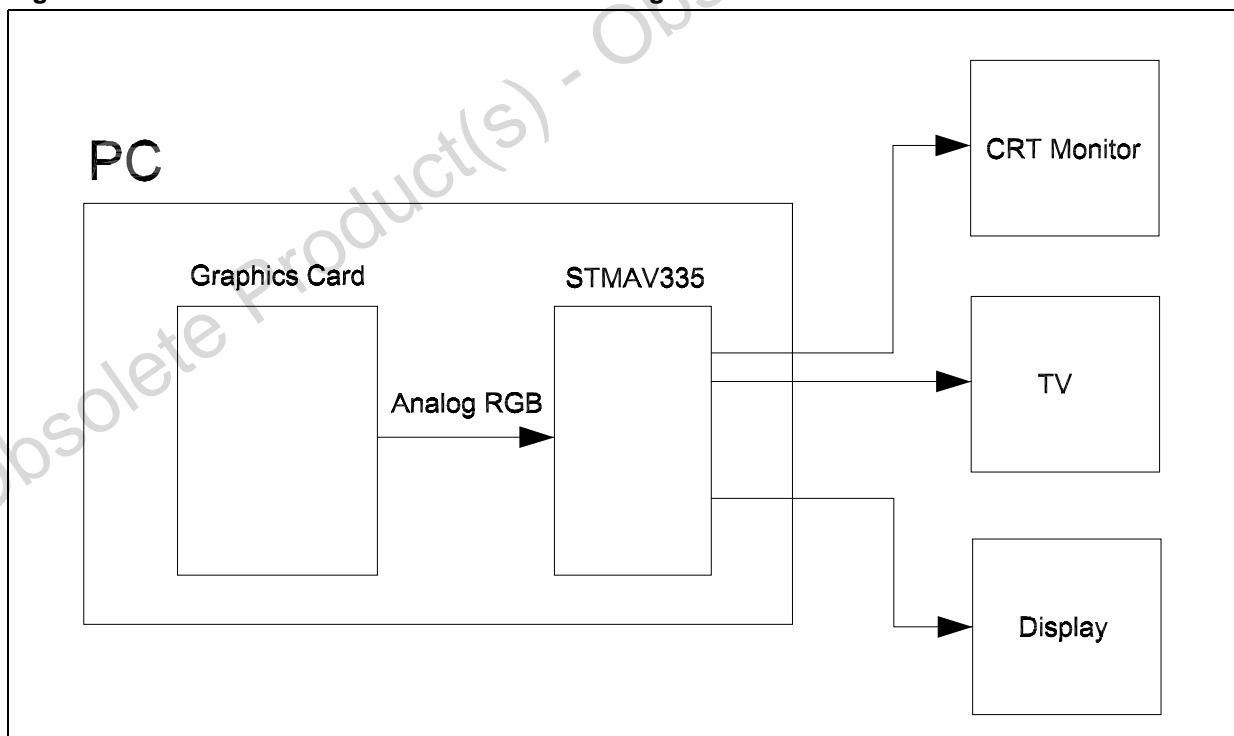 PC
Graphics Card
STMAV335
Analog RGB
CRT Monitor
TV
Display
Obsolete Product(s) - Obs